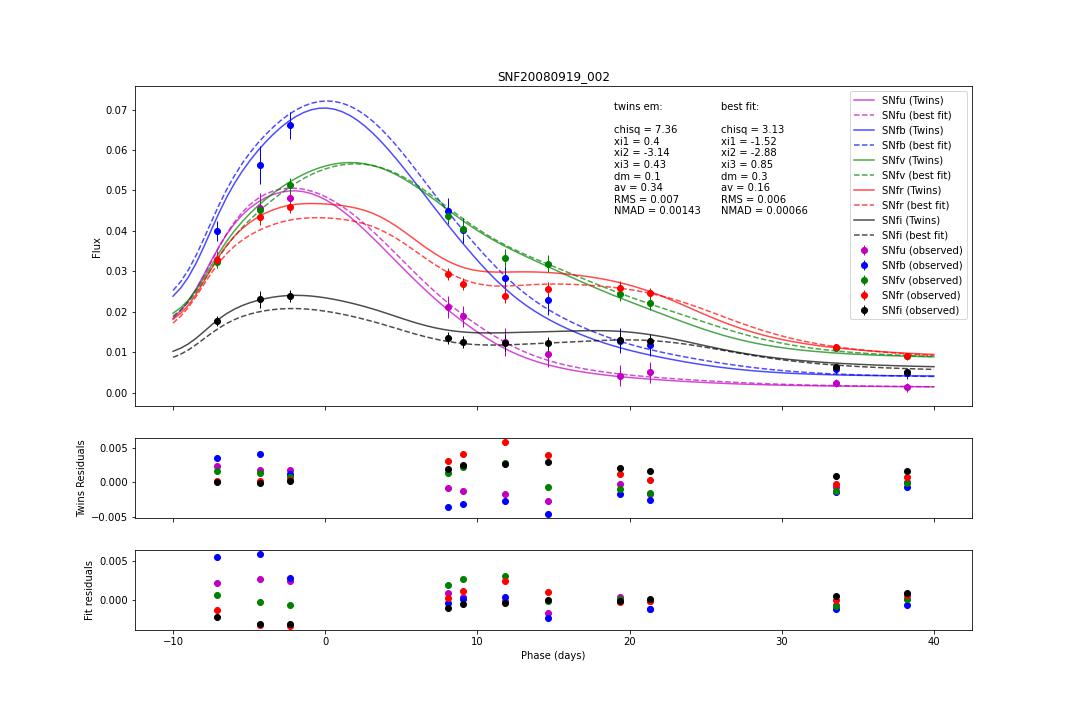 SNF20080919_002
0.07
0.06
0.05
0.04
0.03
0.02
0.01
0.00
Flux
twins em:
chisq = 7.36
xi1 = 0.4
xi2 = -3.14
xi3 = 0.43
dm = 0.1
av = 0.34
RMS = 0.007
NMAD = 0.00143
best fit:
chisq = 3.13
xi1 = -1.52
xi2 = -2.88
xi3 = 0.85
dm = 0.3
av = 0.16
RMS = 0.006
NMAD = 0.00066
SNfu (Twins)
SNfu (best fit)
SNfb (Twins)
SNfb (best fit)
SNfv (Twins)
SNfv (best fit)
SNfr (Twins)
SNfr (best fit)
SNfi (Twins)
SNfi (best fit)
SNfu (observed)
SNfb (observed)
SNfv (observed)
SNfr (observed)
SNfi (observed)
0.005
0.000
−0.005
Twins Residuals
0.005
0.000
Fit residuals
−10
0
10
20
30
40
Phase (days)